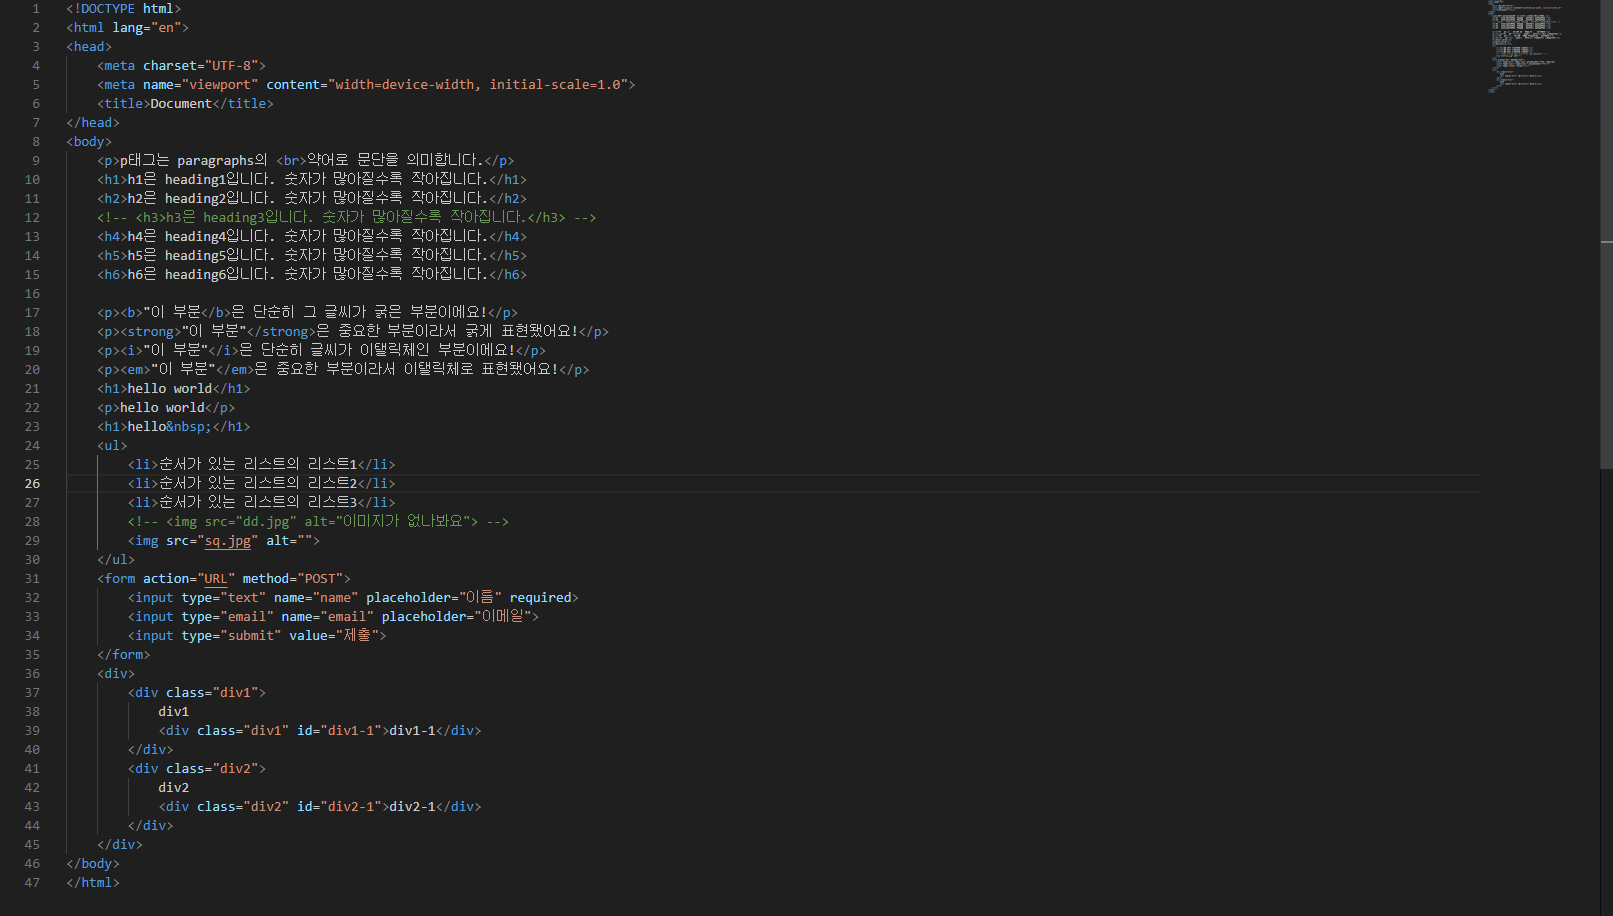 1 <!DOCTYPE html>
2 <html lang="en">
3 <head>
4     <meta charset="UTF-8">
5     <meta name="viewport" content="width=device-width, initial-scale=1.0">
6     <title>Document</title>
7 </head>
8 <body>
9     <p>p태그는 paragraphs의 <br>약어로 문단을 의미합니다.</p>
10     <h1>h1은 heading1입니다. 숫자가 많아질수록 작아집니다.</h1>
11     <h2>h2은 heading2입니다. 숫자가 많아질수록 작아집니다.</h2>
12     <!-- <h3>h3은 heading3입니다. 숫자가 많아질수록 작아집니다.</h3> -->
13     <h4>h4은 heading4입니다. 숫자가 많아질수록 작아집니다.</h4>
14     <h5>h5은 heading5입니다. 숫자가 많아질수록 작아집니다.</h5>
15     <h6>h6은 heading6입니다. 숫자가 많아질수록 작아집니다.</h6>
16
17     <p><b>"이 부분</b>은 단순히 그 글씨가 굵은 부분이에요!</p>
18     <p><strong>"이 부분"</strong>은 중요한 부분이라서 굵게 표현됐어요!</p>
19     <p><i>"이 부분"</i>은 단순히 글씨가 이탤릭체인 부분이에요!</p>
20     <p><em>"이 부분"</em>은 중요한 부분이라서 이탤릭체로 표현됐어요!</p>
21     <h1>hello world</h1>
22     <p>hello world</p>
23     <h1>hello&nbsp;</h1>
24     <ul>
25         <li>순서가 있는 리스트의 리스트1</li>
26         <li>순서가 있는 리스트의 리스트2</li>
27         <li>순서가 있는 리스트의 리스트3</li>
28         <!-- <img src="dd.jpg" alt="이미지가 없나봐요"> -->
29         <img src="sq.jpg" alt="">
30     </ul>
31     <form action="URL" method="POST">
32         <input type="text" name="name" placeholder="이름" required>
33         <input type="email" name="email" placeholder="이메일">
34         <input type="submit" value="제출">
35     </form>
36     <div>
37         <div class="div1">
38             div1
39             <div class="div1" id="div1-1">div1-1</div>
40         </div>
41         <div class="div2">
42             div2
43             <div class="div2" id="div2-1">div2-1</div>
44         </div>
45     </div>
46 </body>
47 </html>